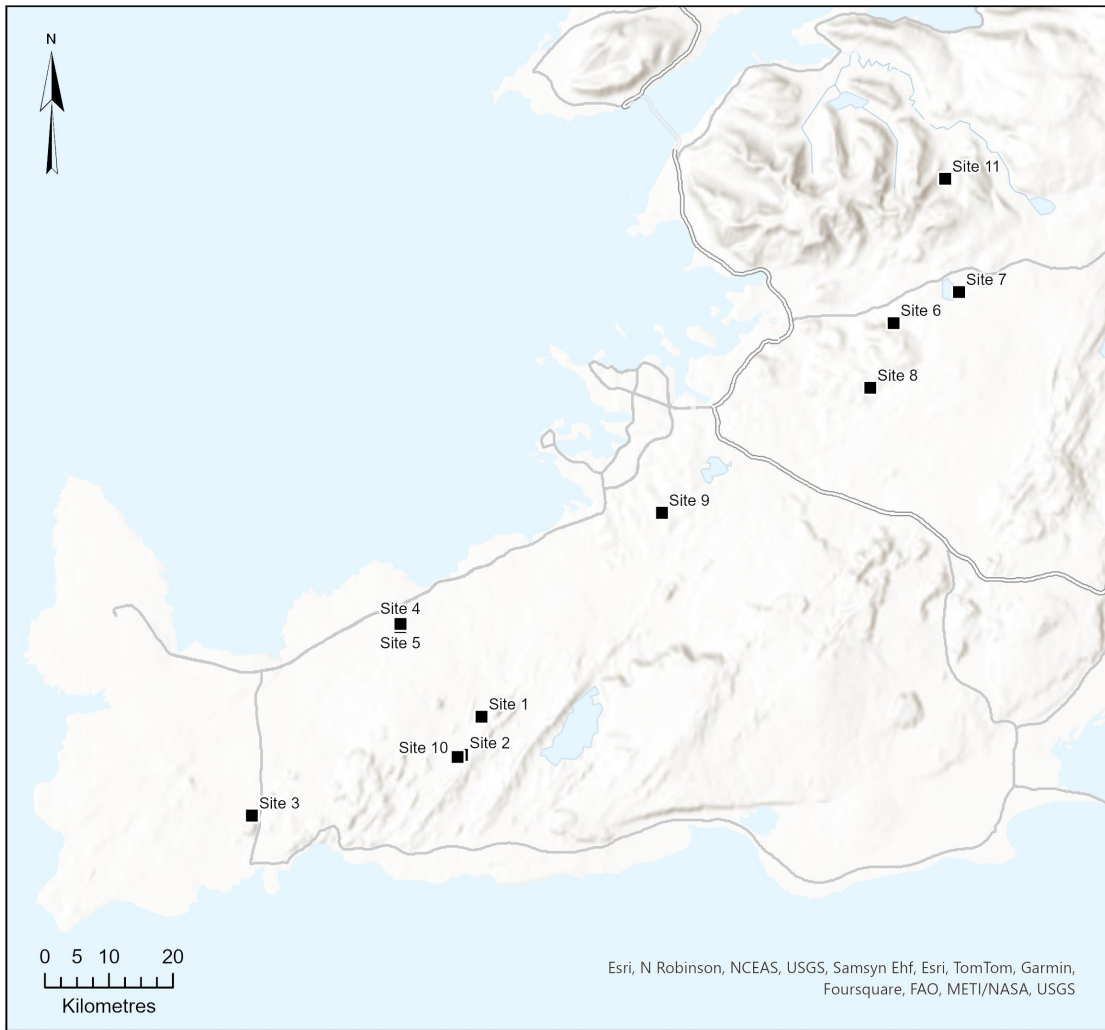 N
Site 11
Site 7
Site 6
Site 8
Site 9
Site 4
Site 5
Site 1
Site 10
Site 2
Site 3
0 5 10 20
Kilometres
Esri, N Robinson, NCEAS, USGS, Samsyn Ehf, Esri, TomTom, Garmin,
Foursquare, FAO, METI/NASA, USGS